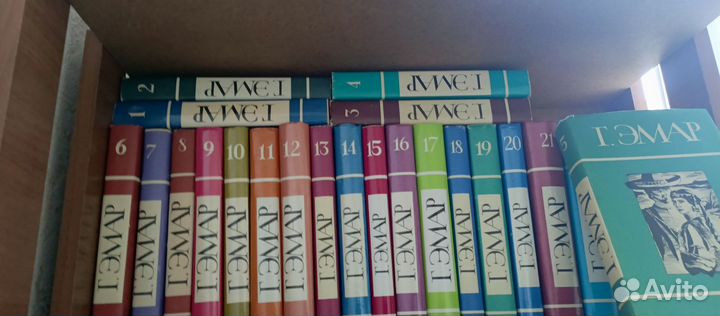 2 Г. ЭМАР
4 Г. ЭМАР
1 Г. ЭМАР
3 Г. ЭМАР
6 Г. ЭМАР
7 Г. ЭМАР
8 Г. ЭМАР
9 Г. ЭМАР
10 Г. ЭМАР
11 Г. ЭМАР
12 Г. ЭМАР
13 Г. ЭМАР
14 Г. ЭМАР
15 Г. ЭМАР
16 Г. ЭМАР
17 Г. ЭМАР
18 Г. ЭМАР
19 Г. ЭМАР
20 Г. ЭМАР
21 Г. ЭМАР
Г. ЭМАР
Г. ЭМАР
Avito